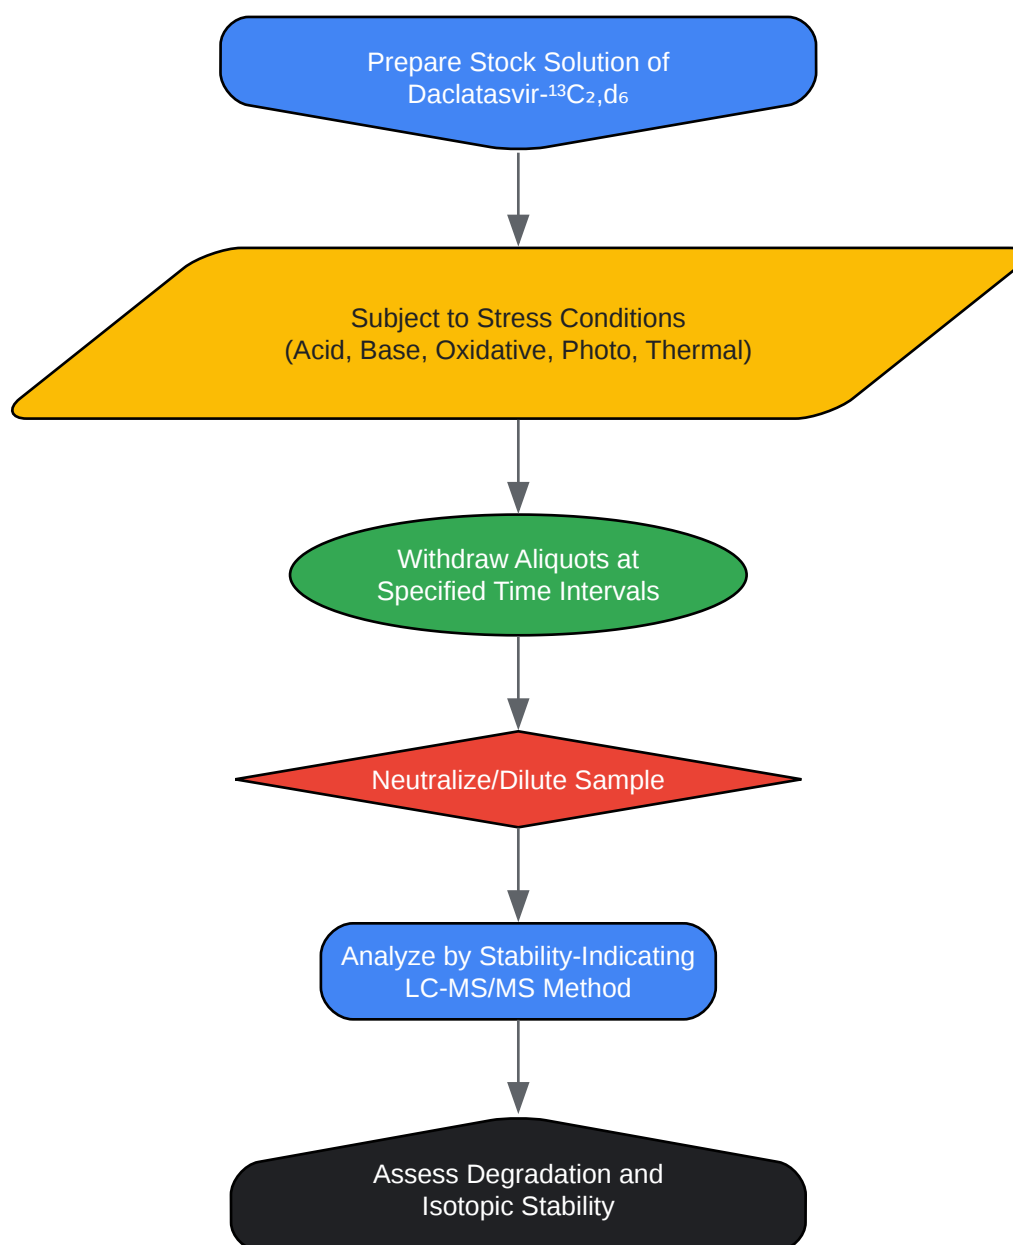 Prepare Stock Solution of
Daclatasvir-¹³C₂,d₆
Subject to Stress Conditions
(Acid, Base, Oxidative, Photo, Thermal)
Withdraw Aliquots at
Specified Time Intervals
Neutralize/Dilute Sample
Analyze by Stability-Indicating
LC-MS/MS Method
Assess Degradation and
Isotopic Stability